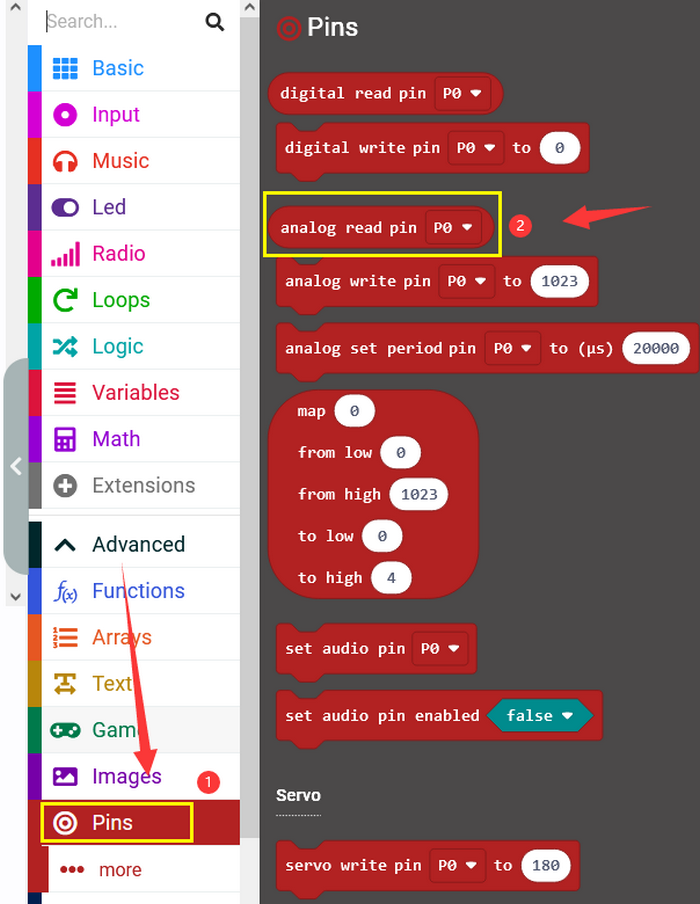 Search...
Basic
Input
Music
Led
Radio
Loops
Logic
Variables
Math
Extensions
Advanced
f(x) Functions
Arrays
Text
Game
Images
1
Pins
more
Pins
digital read pin P0
digital write pin P0 to 0
analog read pin P0
2
analog write pin P0 to 1023
analog set period pin P0 to (µs) 20000
map 0
from low 0
from high 1023
to low 0
to high 4
set audio pin P0
set audio pin enabled false
Servo
servo write pin P0 to 180